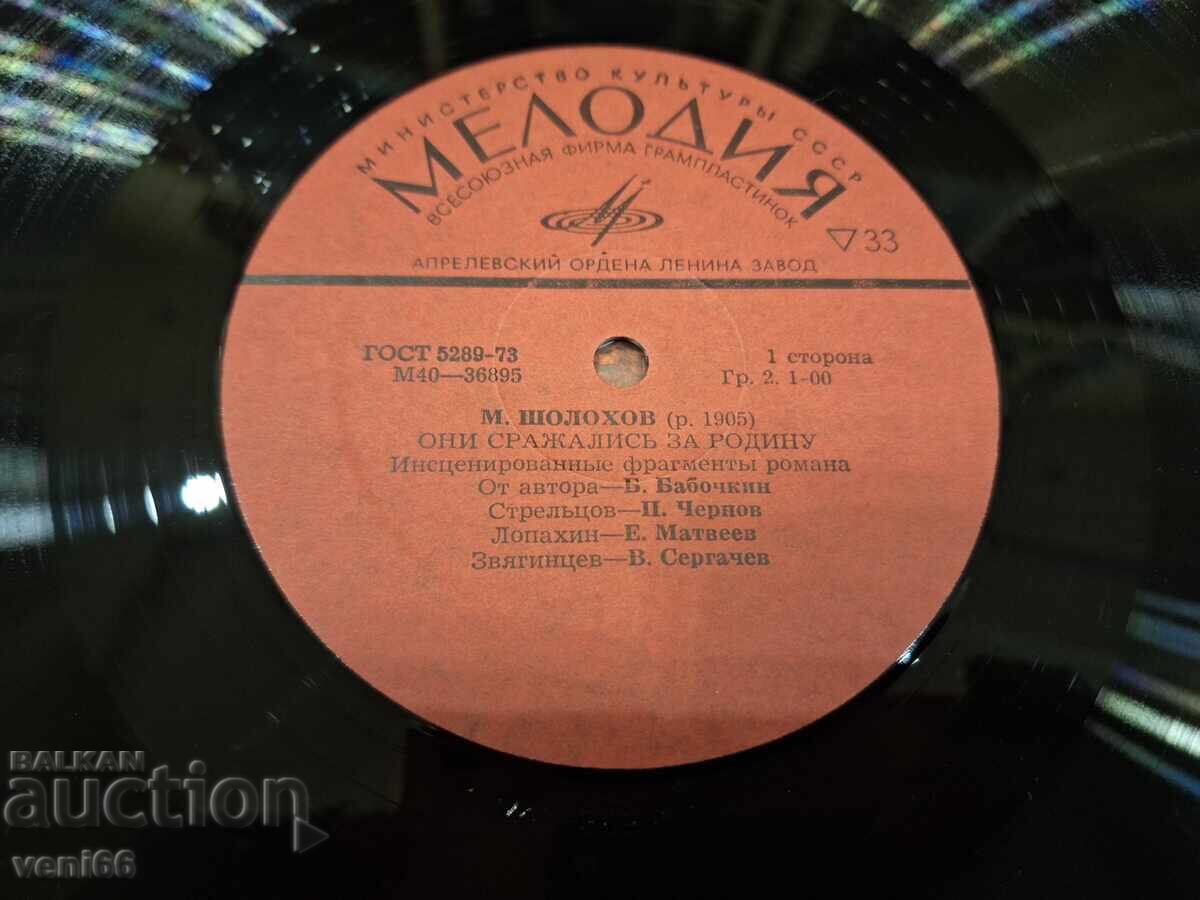 МИНИСТЕРСТВО КУЛЬТУРЫ СССР
МЕЛОДИЯ
ВСЕСОЮЗНАЯ ФИРМА ГРАМПЛАСТИНОК
33
АПРЕЛЕВСКИЙ ОРДЕНА ЛЕНИНА ЗАВОД
ГОСТ 5289-73
М40—36895
1 сторона
Гр. 2. 1-00
М. ШОЛОХОВ (р. 1905)
ОНИ СРАЖАЛИСЬ ЗА РОДИНУ
Инсценированные фрагменты романа
От автора—Б. Бабочкин
Стрельцов—П. Чернов
Лопахин—Е. Матвеев
Звягинцев—В. Сергачев
BALKAN
auction
veni66